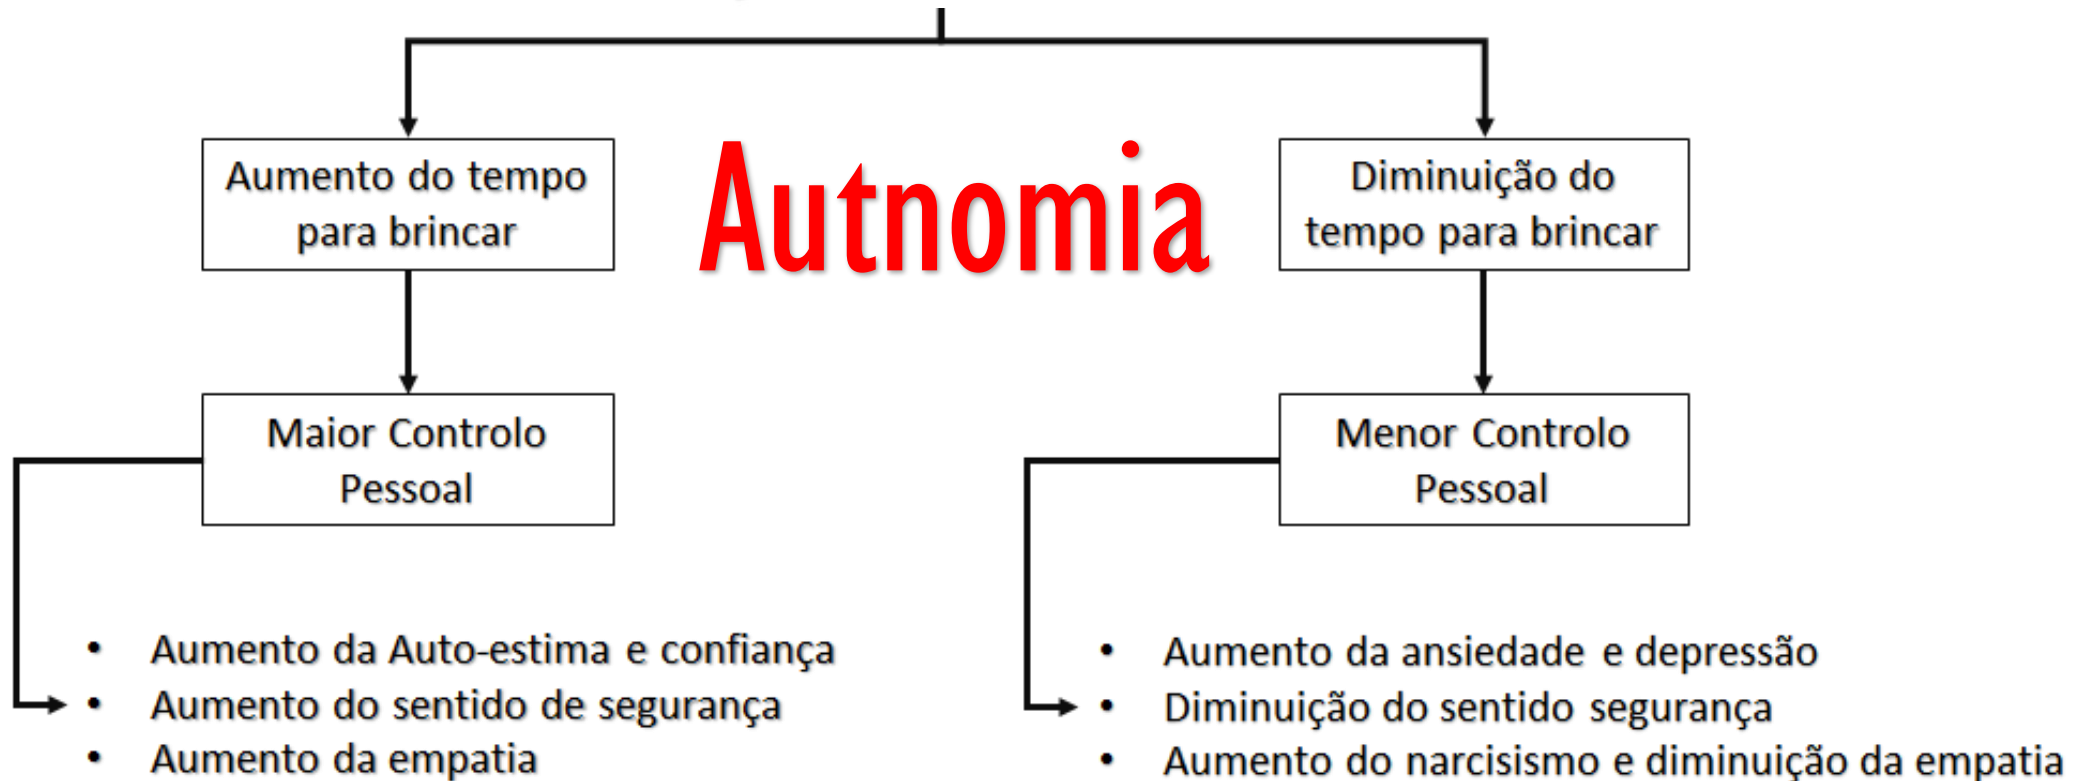 Aumento do tempo
para brincar
Autnomia
Diminuição do
tempo para brincar
Maior Controlo
Pessoal
Menor Controlo
Pessoal
• Aumento da Auto-estima e confiança
• Aumento do sentido de segurança
• Aumento da empatia
• Aumento da ansiedade e depressão
• Diminuição do sentido segurança
• Aumento do narcisismo e diminuição da empatia